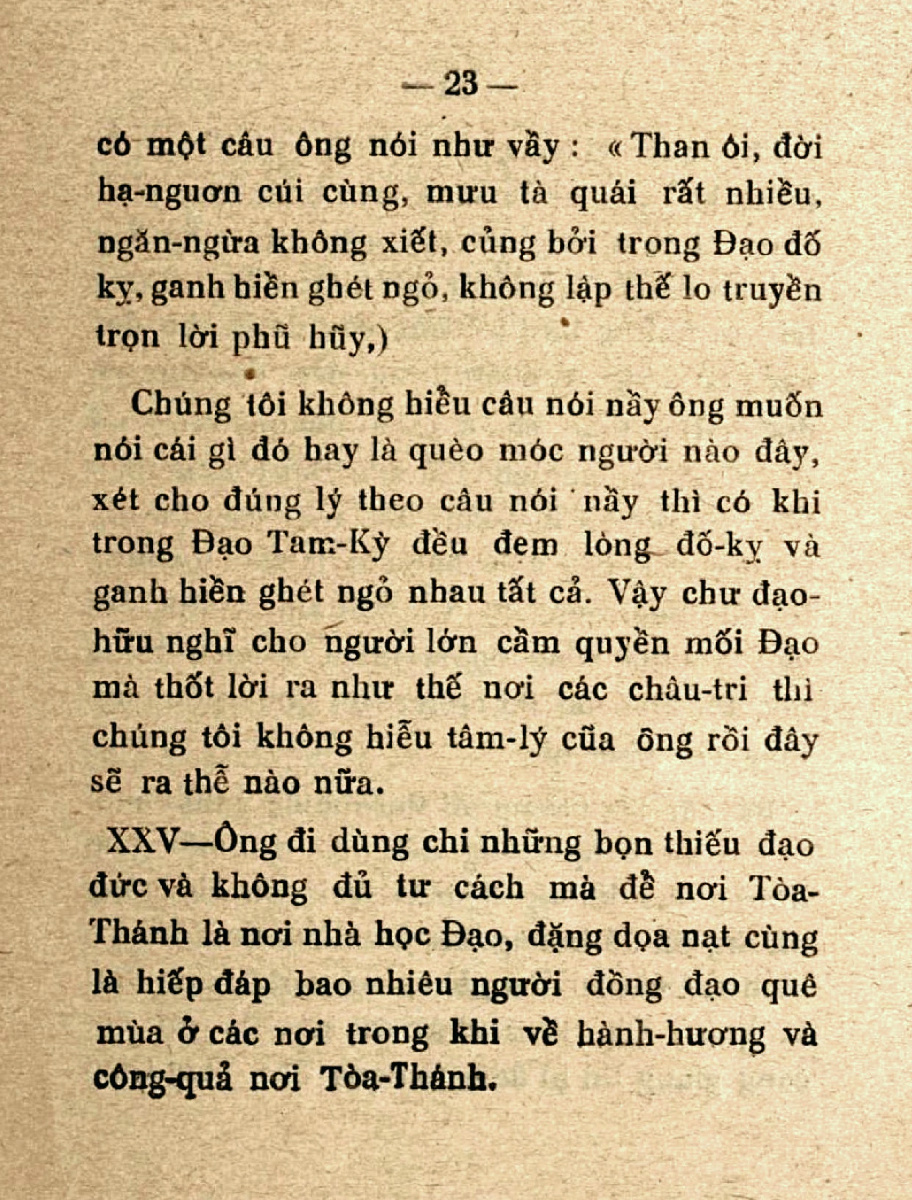 — 23 —
có một câu ông nói như vầy : « Than ôi, đời
hạ-nguơn cúi cùng, mưu tà quái rất nhiều,
ngăn-ngừa không xiết, củng bởi trong Đạo đố
kỵ, ganh hiền ghét ngỏ, không lập thế lo truyền
trọn lời phũ hũy,)
Chúng tôi không hiểu câu nói nầy ông muốn
nói cái gì đó hay là quèo móc người nào đây,
xét cho đúng lý theo câu nói nầy thì có khi
trong Đạo Tam-Kỳ đều đem lòng đố-kỵ và
ganh hiền ghét ngỏ nhau tất cả. Vậy chư đạo-
hữu nghĩ cho người lớn cầm quyền mối Đạo
mà thốt lời ra như thế nơi các châu-tri thì
chúng tôi không hiễu tâm-lý cũa ông rồi đây
sẽ ra thễ nào nữa.
XXV—Ông đi dùng chi những bọn thiếu đạo
đức và không đủ tư cách mà để nơi Tòa-
Thánh là nơi nhà học Đạo, đặng dọa nạt cùng
là hiếp đáp bao nhiêu người đồng đạo quê
mùa ở các nơi trong khi về hành-hương và
công-quả nơi Tòa-Thánh.